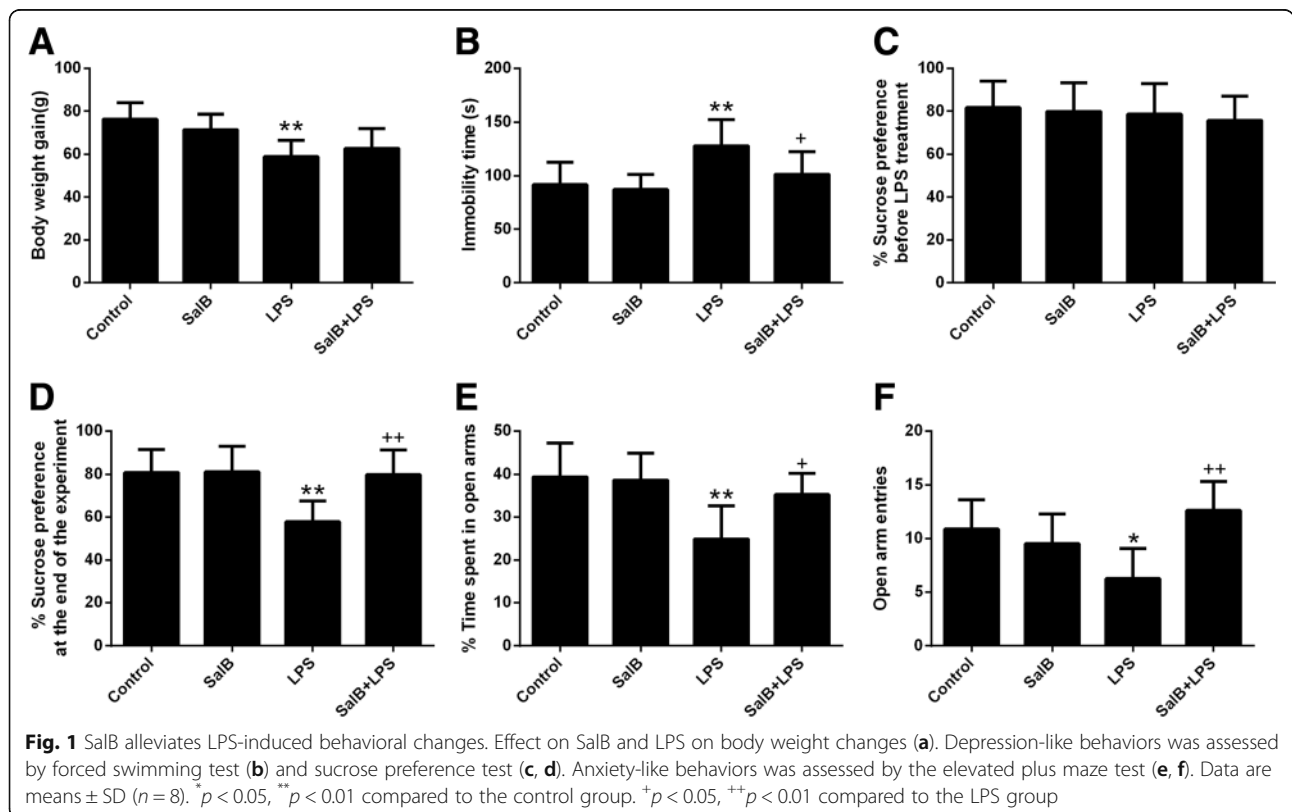 A
Body weight gain(g)
100
80
60
40
20
0
**
Control
SalB
LPS
SalB+LPS
B
Immobility time (s)
200
150
100
50
0
**
+
Control
SalB
LPS
SalB+LPS
C
% Sucrose preference
before LPS treatment
100
80
60
40
20
0
Control
SalB
LPS
SalB+LPS
D
% Sucrose preference
at the end of the experiment
100
80
60
40
20
0
**
++
Control
SalB
LPS
SalB+LPS
E
% Time spent in open arms
50
40
30
20
10
0
**
+
Control
SalB
LPS
SalB+LPS
F
Open arm entries
20
15
10
5
0
*
++
Control
SalB
LPS
SalB+LPS
Fig. 1 SalB alleviates LPS-induced behavioral changes. Effect on SalB and LPS on body weight changes (a). Depression-like behaviors was assessed
by forced swimming test (b) and sucrose preference test (c, d). Anxiety-like behaviors was assessed by the elevated plus maze test (e, f). Data are
means ± SD (n = 8). *p < 0.05, **p < 0.01 compared to the control group. +p < 0.05, ++p < 0.01 compared to the LPS group